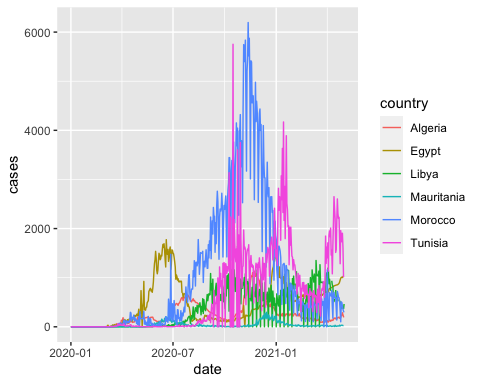 6000
4000
2000
0
cases
2020-01
2020-07
2021-01
date
country
Algeria
Egypt
Libya
Mauritania
Morocco
Tunisia